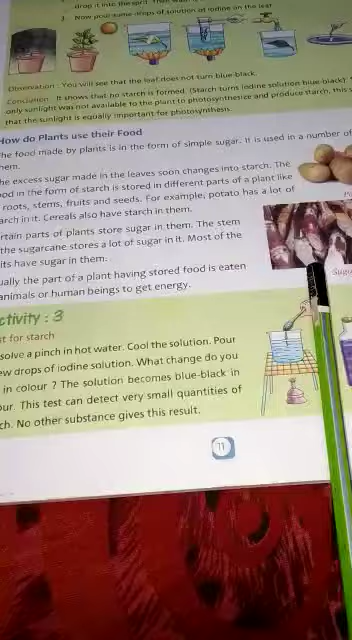 drop it into the
3. Now pour some drops of solution of iodine on the leaf
Observation : You will see that the leaf does not turn blue-black.
Conclusion : It shows that no starch is formed. (Starch turns iodine solution blue-black)
only sunlight was not available to the plant to photosynthesize and produce starch, this
that the sunlight is equally important for photosynthesis.
How do Plants use their Food
he food made by plants is in the form of simple sugar. It is used in a number of
hem.
he excess sugar made in the leaves soon changes into starch. The
od in the form of starch is stored in different parts of a plant like
roots, stems, fruits and seeds. For example, potato has a lot of
arch in it. Cereals also have starch in them.
rtain parts of plants store sugar in them. The stem
the sugarcane stores a lot of sugar in it. Most of the
its have sugar in them.
ually the part of a plant having stored food is eaten
animals or human beings to get energy.
ctivity : 3
st for starch
solve a pinch in hot water. Cool the solution. Pour
ew drops of iodine solution. What change do you
in colour ? The solution becomes blue-black in
our. This test can detect very small quantities of
ch. No other substance gives this result.
11